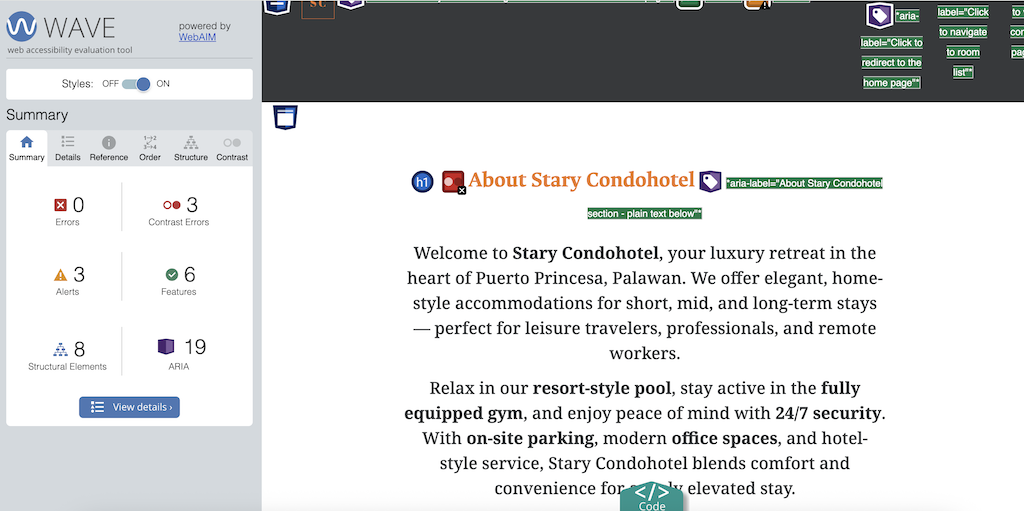 WAVE
powered by
WebAIM
web accessibility evaluation tool
Styles: OFF ON
Summary
Summary Details Reference Order Structure Contrast
0
Errors
3
Contrast Errors
3
Alerts
6
Features
8
Structural Elements
19
ARIA
View details ›
S C
*aria-
label="Click to
redirect to the
home page"*
label="Click
to navigate
to room
list"*
h1 About Stary Condohotel *aria-label="About Stary Condohotel
section - plain text below"*
Welcome to Stary Condohotel, your luxury retreat in the
heart of Puerto Princesa, Palawan. We offer elegant, home-
style accommodations for short, mid, and long-term stays
— perfect for leisure travelers, professionals, and remote
workers.
Relax in our resort-style pool, stay active in the fully
equipped gym, and enjoy peace of mind with 24/7 security.
With on-site parking, modern office spaces, and hotel-
style service, Stary Condohotel blends comfort and
convenience for elevated stay.
</> Code